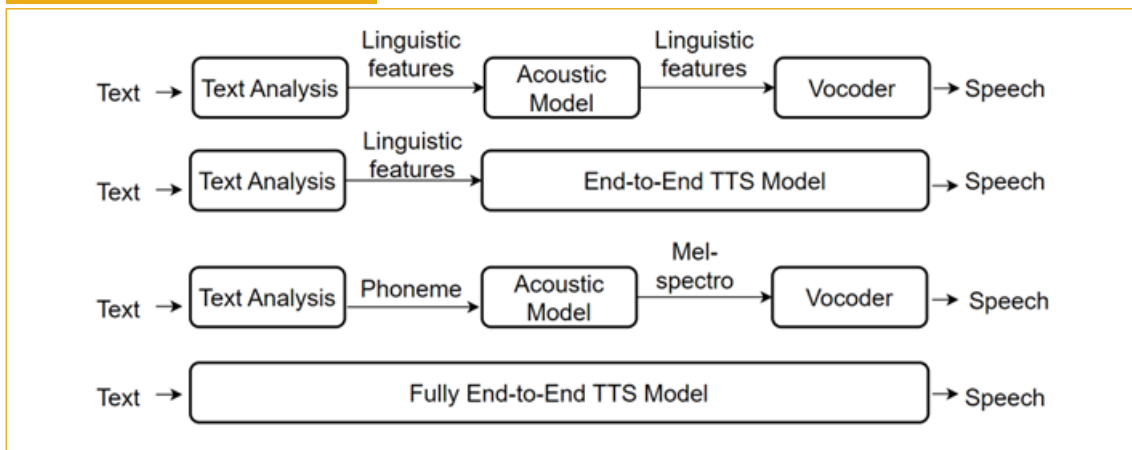 Linguistic features
Linguistic features
Text
Text Analysis
Acoustic Model
Vocoder
Speech
Linguistic features
Text
Text Analysis
End-to-End TTS Model
Speech
Mel-spectro
Text
Text Analysis
Phoneme
Acoustic Model
Vocoder
Speech
Text
Fully End-to-End TTS Model
Speech